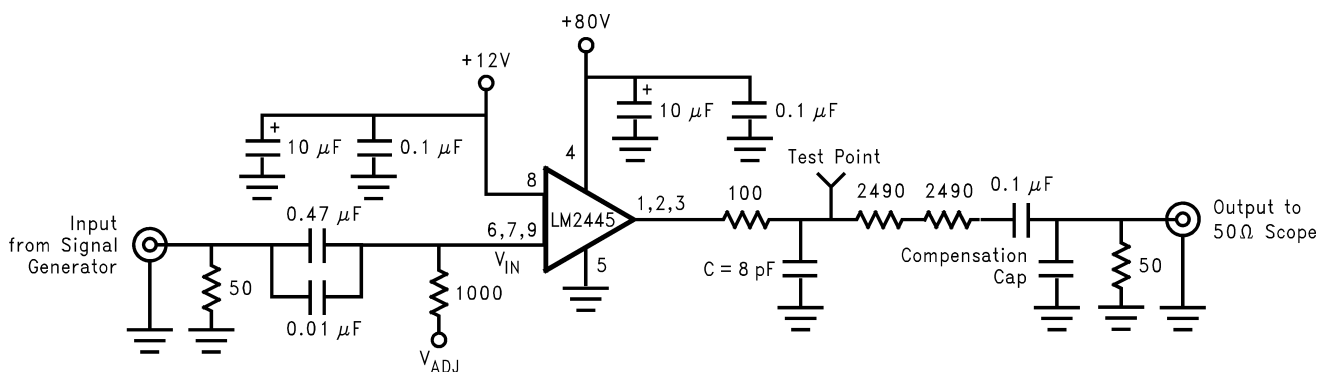 +80V
+12V
+
10 μF
0.1 μF
+
10 μF
0.1 μF
4
Test Point
8
LM2445
1,2,3
100
2490
2490
0.1 μF
Input
from Signal
Generator
0.47 μF
6,7,9
VIN
5
C = 8 pF
Compensation
Cap
50
Output to
50Ω Scope
50
0.01 μF
1000
VADJ